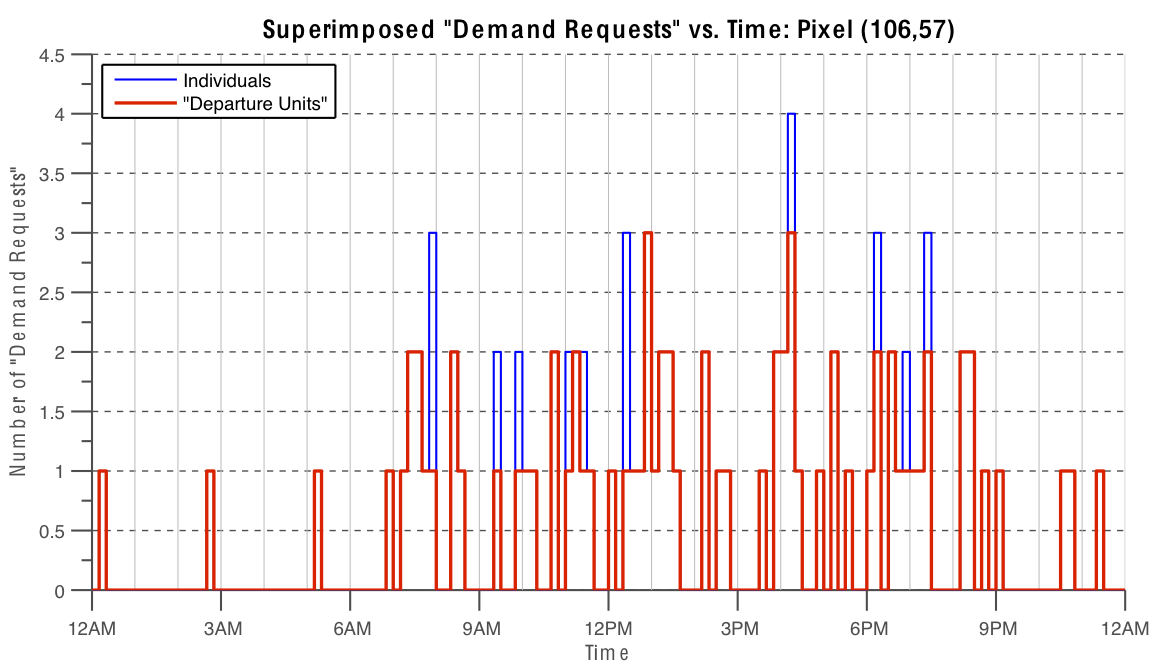 Superimposed "Demand Requests" vs. Time: Pixel (106,57)
Individuals
"Departure Units"
Number of "Demand Requests"
4.5
4
3.5
3
2.5
2
1.5
1
0.5
0
12AM 3AM 6AM 9AM 12PM 3PM 6PM 9PM 12AM
Time